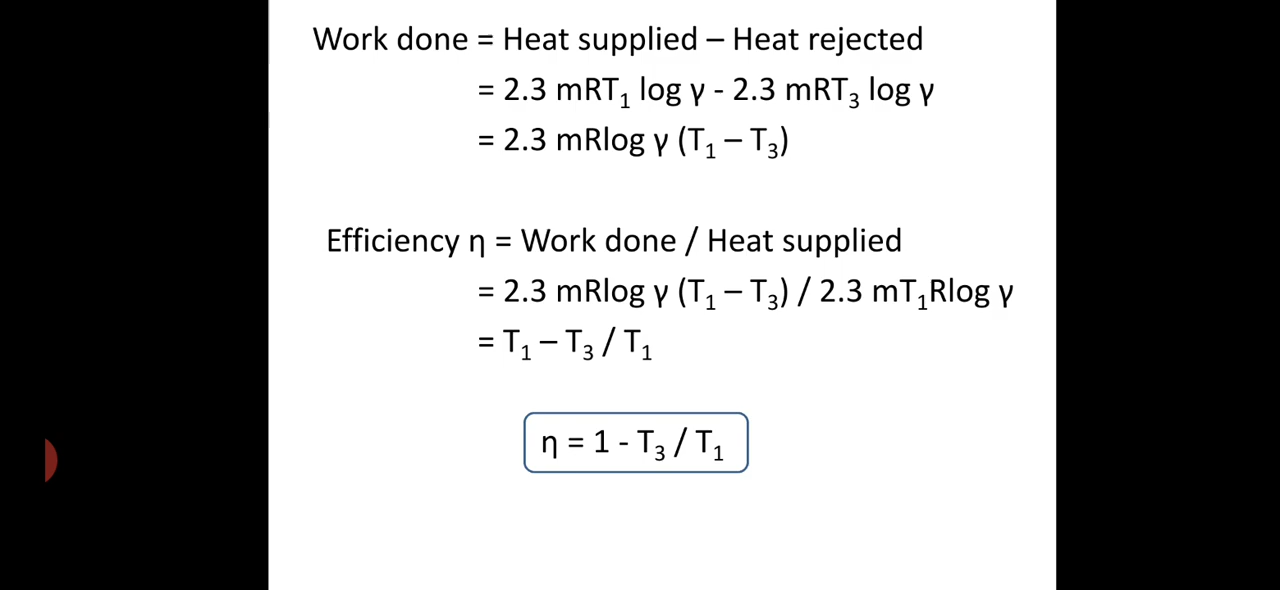 Work done = Heat supplied – Heat rejected
= 2.3 mRT₁ log γ - 2.3 mRT₃ log γ
= 2.3 mRlog γ (T₁ – T₃)
Efficiency η = Work done / Heat supplied
= 2.3 mRlog γ (T₁ – T₃) / 2.3 mT₁Rlog γ
= T₁ – T₃ / T₁
η = 1 - T₃ / T₁